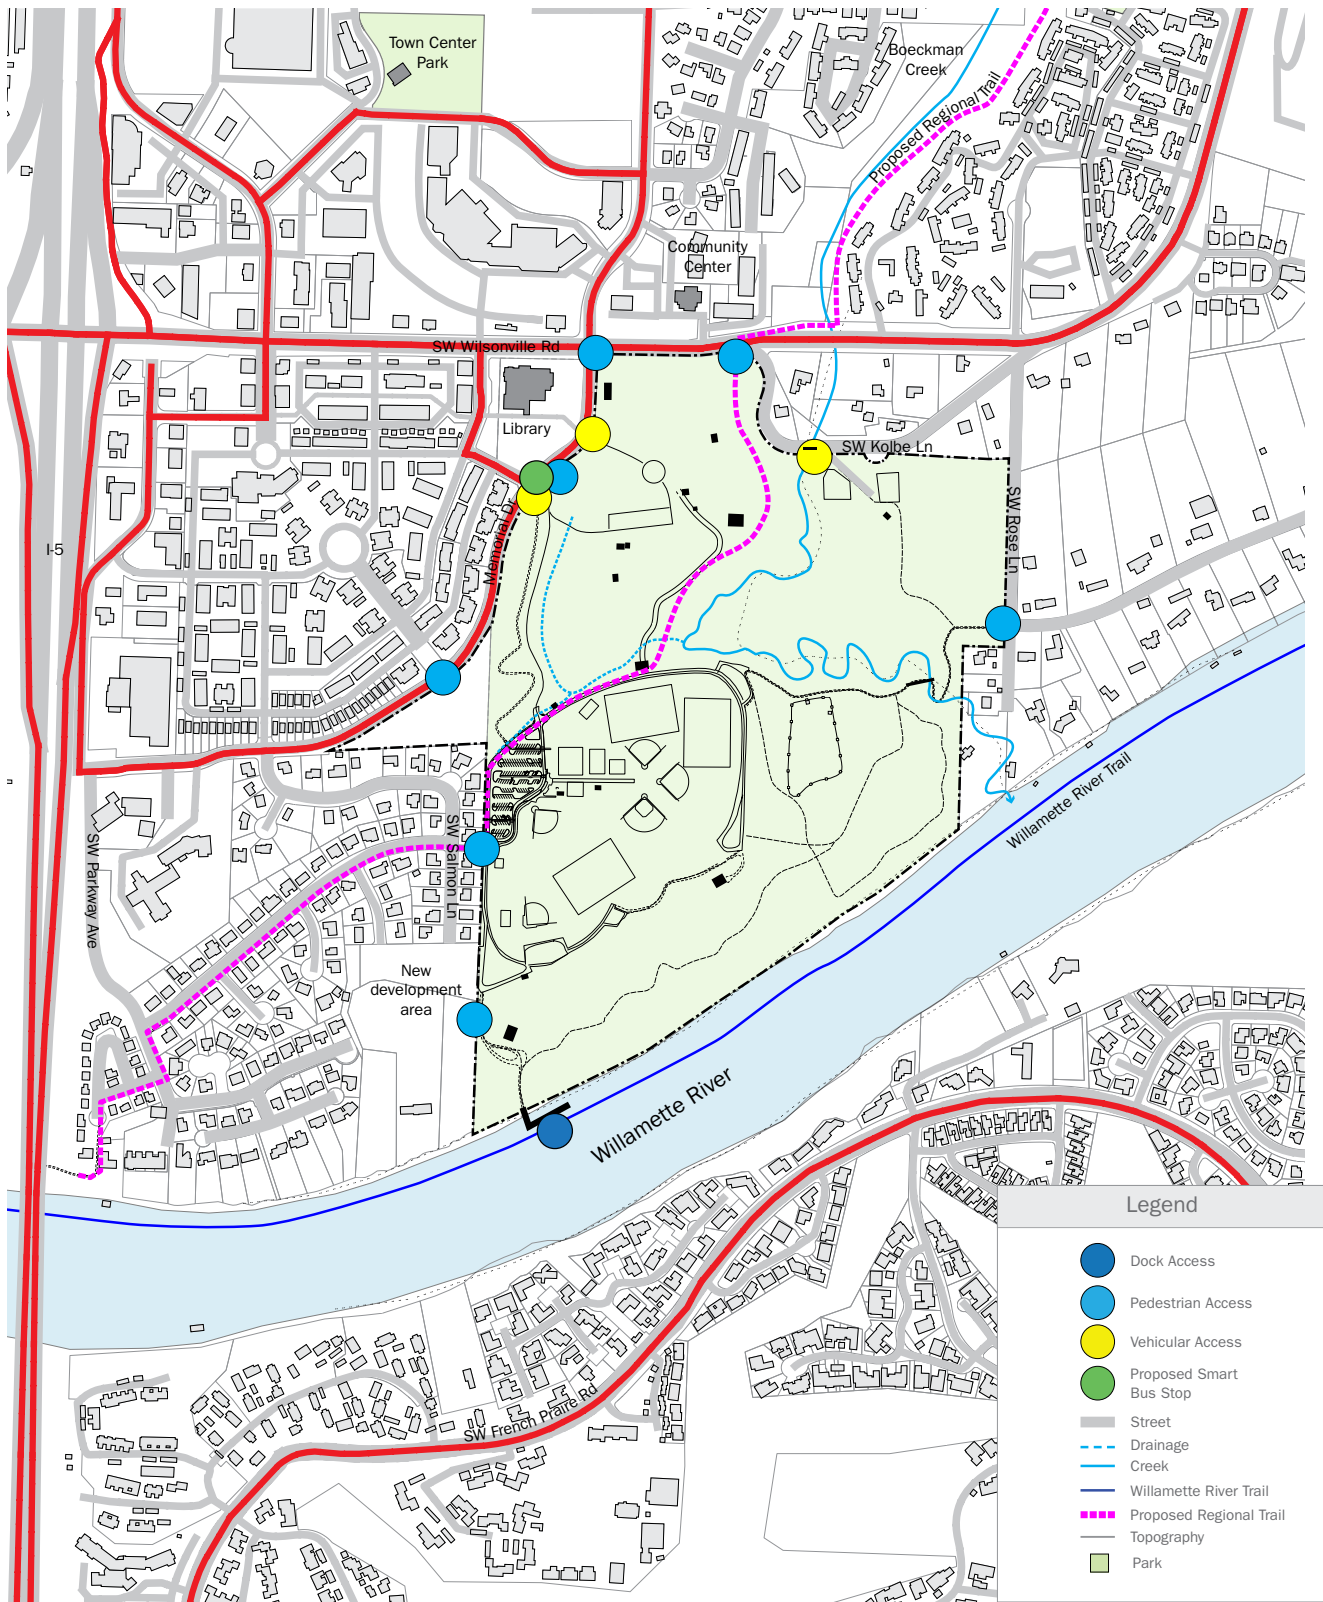 Town Center
Park
Boeckman
Creek
Proposed Regional Trail
Community
Center
SW Wilsonville Rd
Library
SW Kolbe Ln
SW Rose Ln
Memorial Dr
I-5
SW Parkway Ave
SW Salmon Ln
Willamette River Trail
New
development
area
Willamette River
SW French Praire Rd
Legend
Dock Access
Pedestrian Access
Vehicular Access
Proposed Smart
Bus Stop
Street
Drainage
Creek
Willamette River Trail
Proposed Regional Trail
Topography
Park